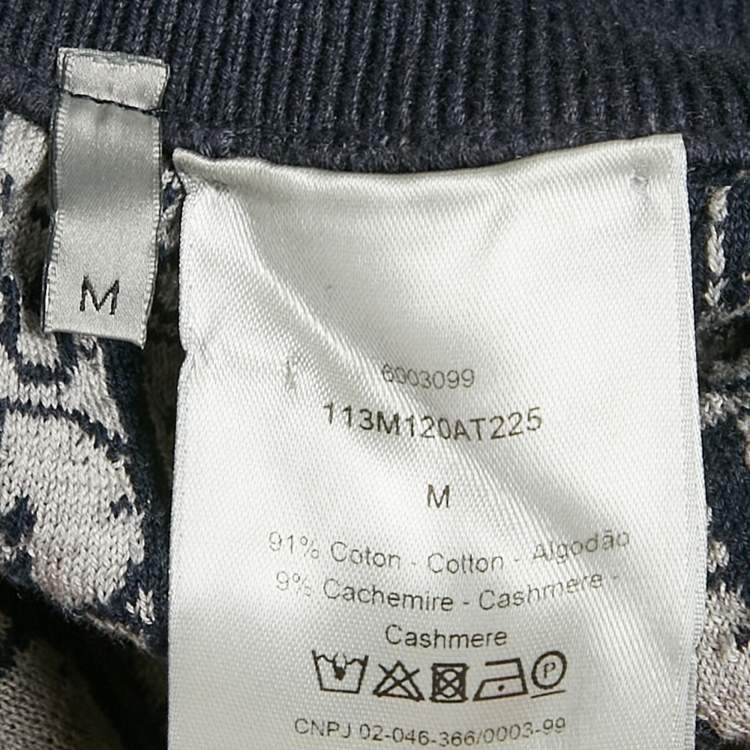 M
6003099
113M120AT225
M
91% Coton - Cotton - Algodão
9% Cachemire - Cashmere -
Cashmere
P
CNPJ 02-046-366/0003-99